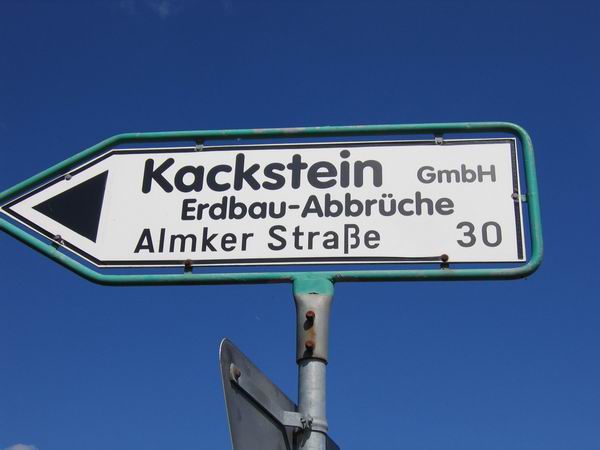 Kackstein GmbH
Erdbau-Abbrüche
Almker Straße 30